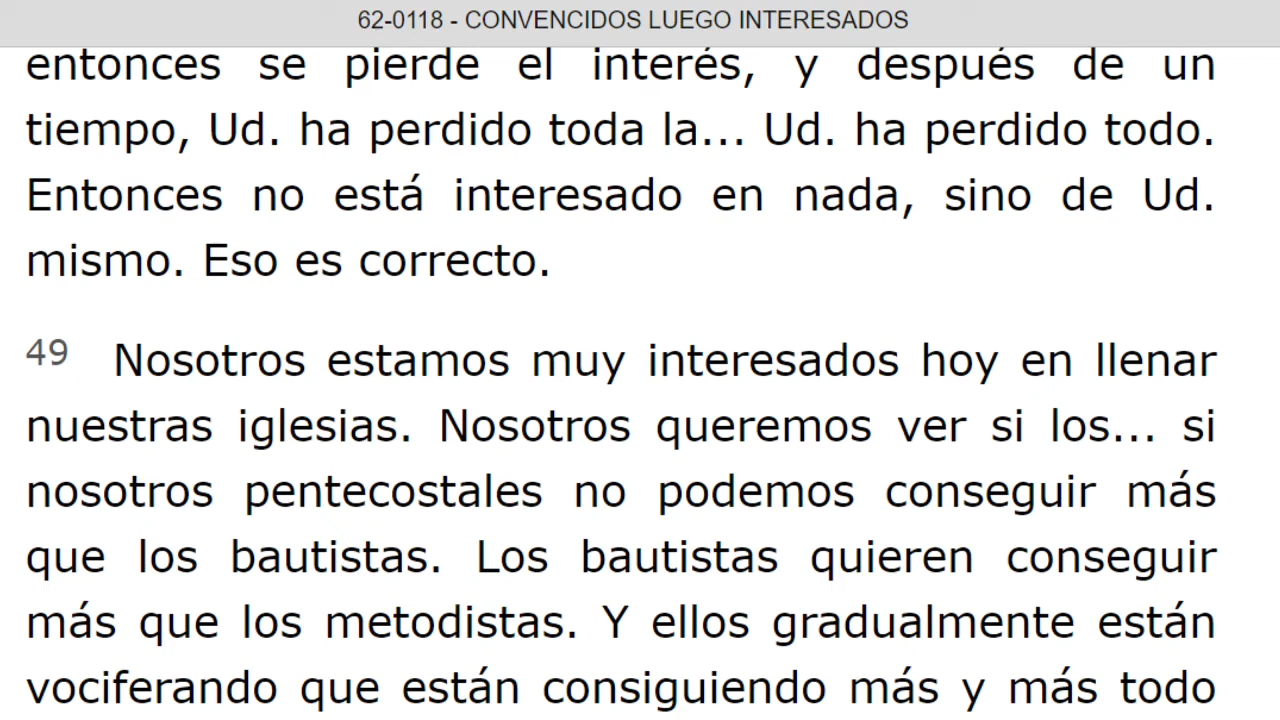 62-0118 - CONVENCIDOS LUEGO INTERESADOS
entonces se pierde el interés, y después de un
tiempo, Ud. ha perdido toda la... Ud. ha perdido todo.
Entonces no está interesado en nada, sino de Ud.
mismo. Eso es correcto.
49 Nosotros estamos muy interesados hoy en llenar
nuestras iglesias. Nosotros queremos ver si los... si
nosotros pentecostales no podemos conseguir más
que los bautistas. Los bautistas quieren conseguir
más que los metodistas. Y ellos gradualmente están
vociferando que están consiguiendo más y más todo